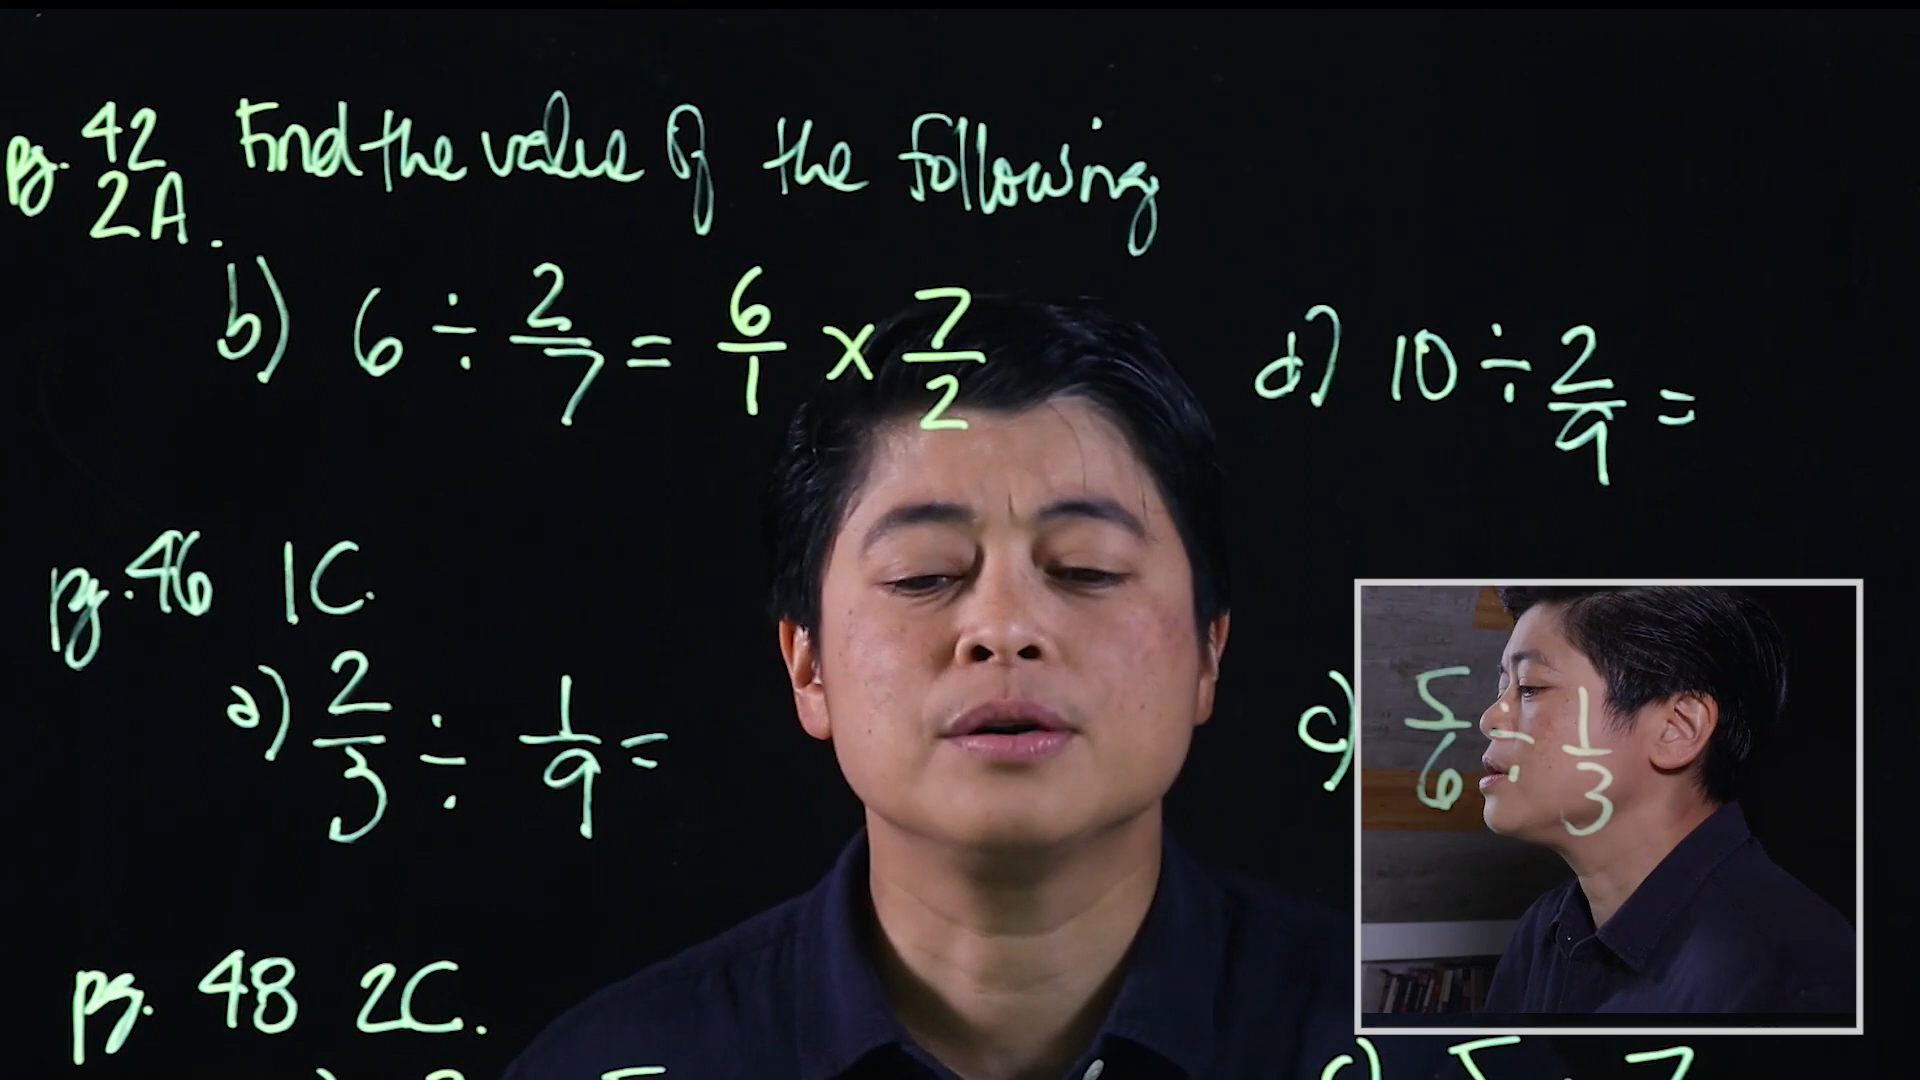 pg. 42 Find the value of the following
2A.
b) 6 ÷ 2/7 = 6/1 × 7/2
d) 10 ÷ 2/9 =
pg. 46 1C.
a) 2/3 ÷ 1/9 =
c) 5/6 ÷ 1/3
pg. 48 2C.